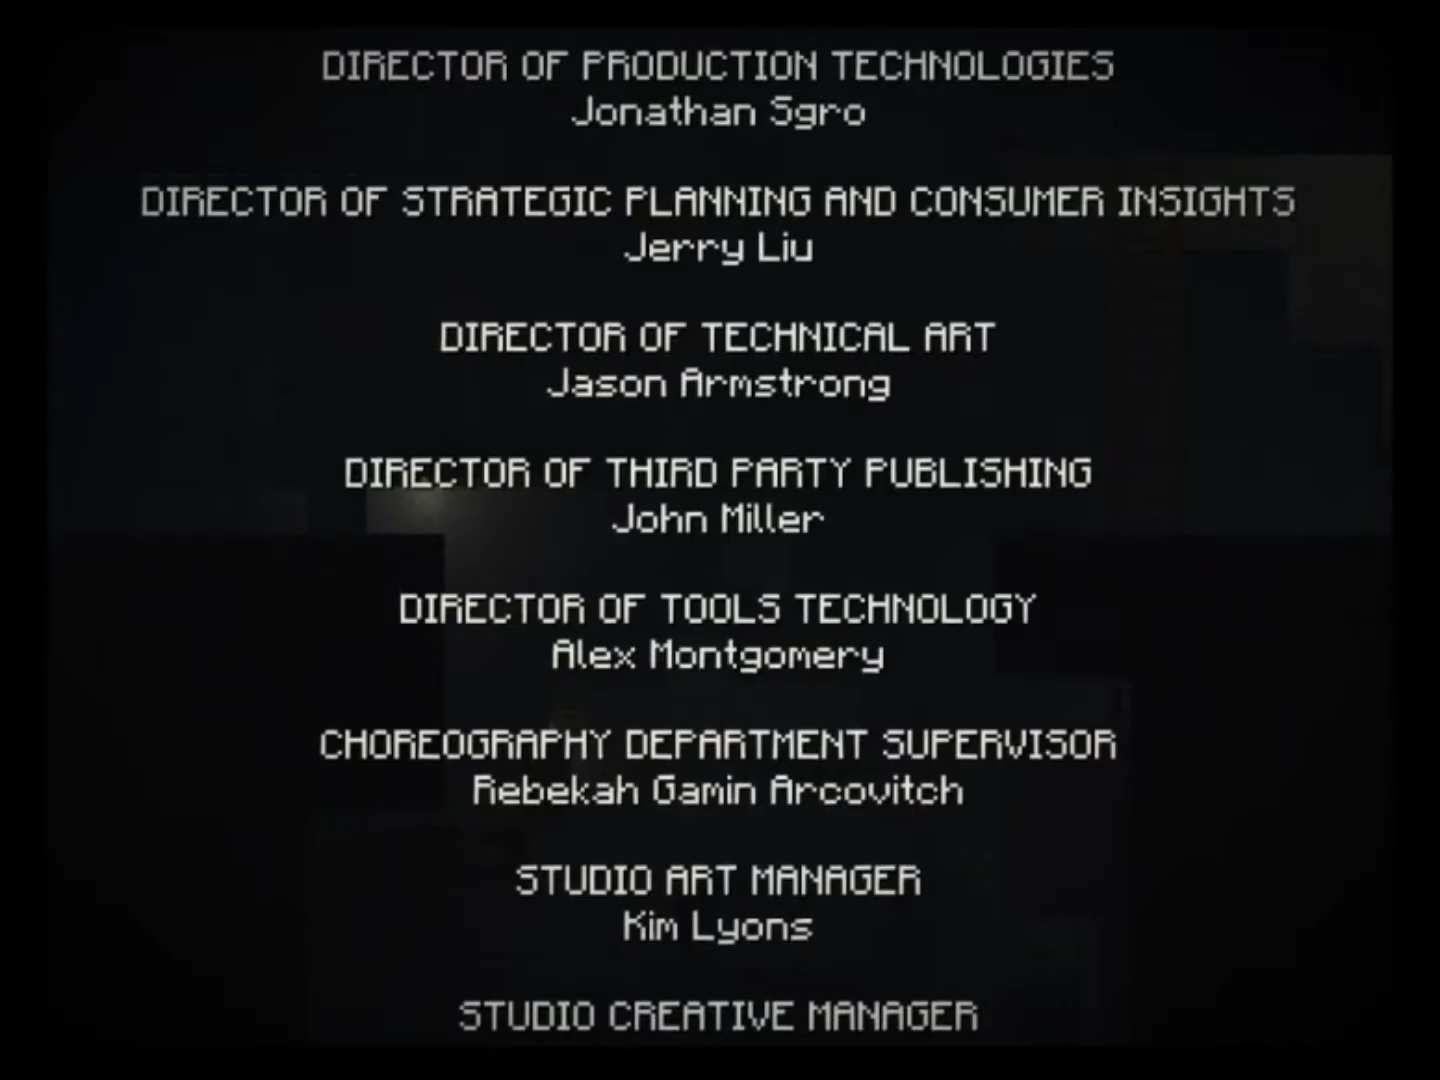 DIRECTOR OF PRODUCTION TECHNOLOGIES
Jonathan Sgro
DIRECTOR OF STRATEGIC PLANNING AND CONSUMER INSIGHTS
Jerry Liu
DIRECTOR OF TECHNICAL ART
Jason Armstrong
DIRECTOR OF THIRD PARTY PUBLISHING
John Miller
DIRECTOR OF TOOLS TECHNOLOGY
Alex Montgomery
CHOREOGRAPHY DEPARTMENT SUPERVISOR
Rebekah Gamin Arcovitch
STUDIO ART MANAGER
Kim Lyons
STUDIO CREATIVE MANAGER